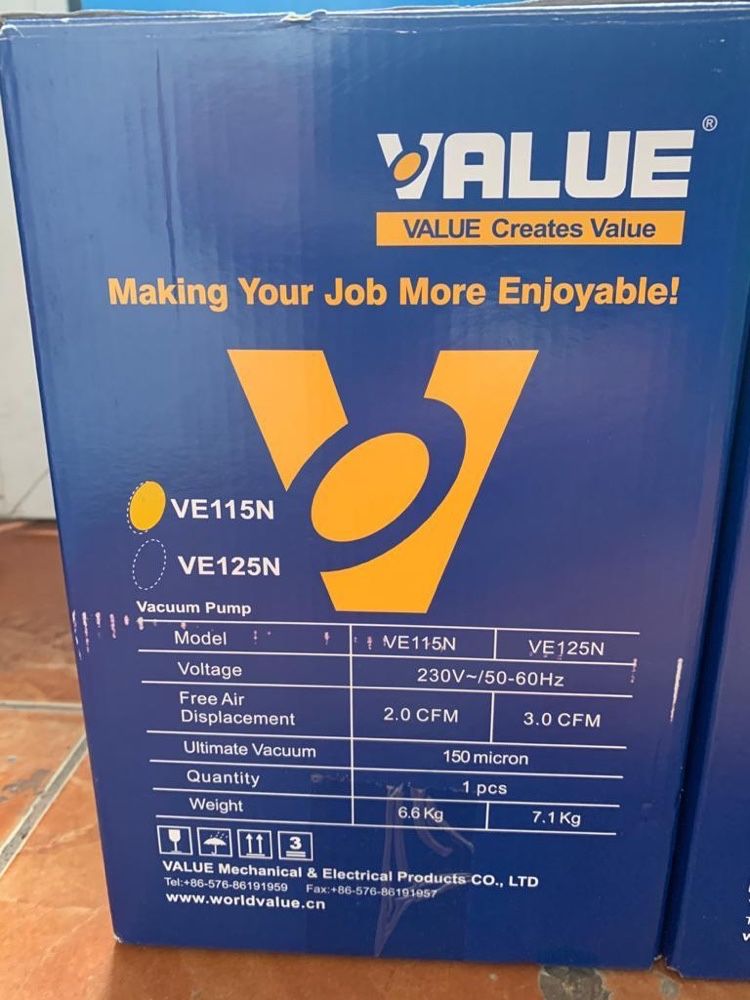 VALUE®
VALUE Creates Value
Making Your Job More Enjoyable!
VE115N
VE125N
Vacuum Pump
Model VE115N VE125N
Voltage 230V~/50-60Hz
Free Air
Displacement 2.0 CFM 3.0 CFM
Ultimate Vacuum 150 micron
Quantity 1 pcs
Weight 6.6 Kg 7.1 Kg
3
VALUE Mechanical & Electrical Products CO., LTD
Tel:+86-576-86191959 Fax:+86-576-86191957
www.worldvalue.cn